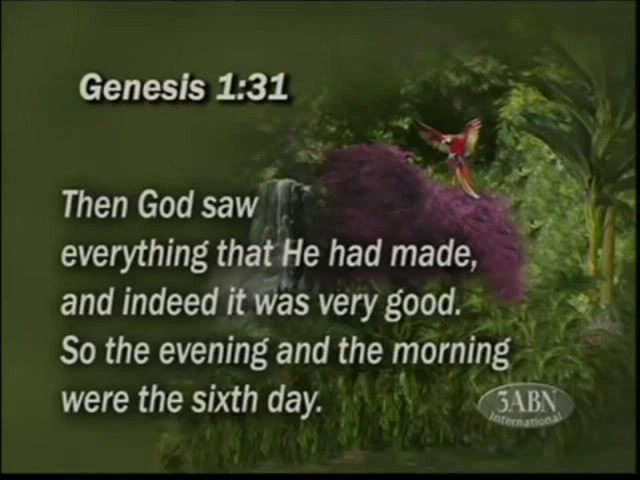 Genesis 1:31
Then God saw
everything that He had made,
and indeed it was very good.
So the evening and the morning
were the sixth day.
3ABN
International